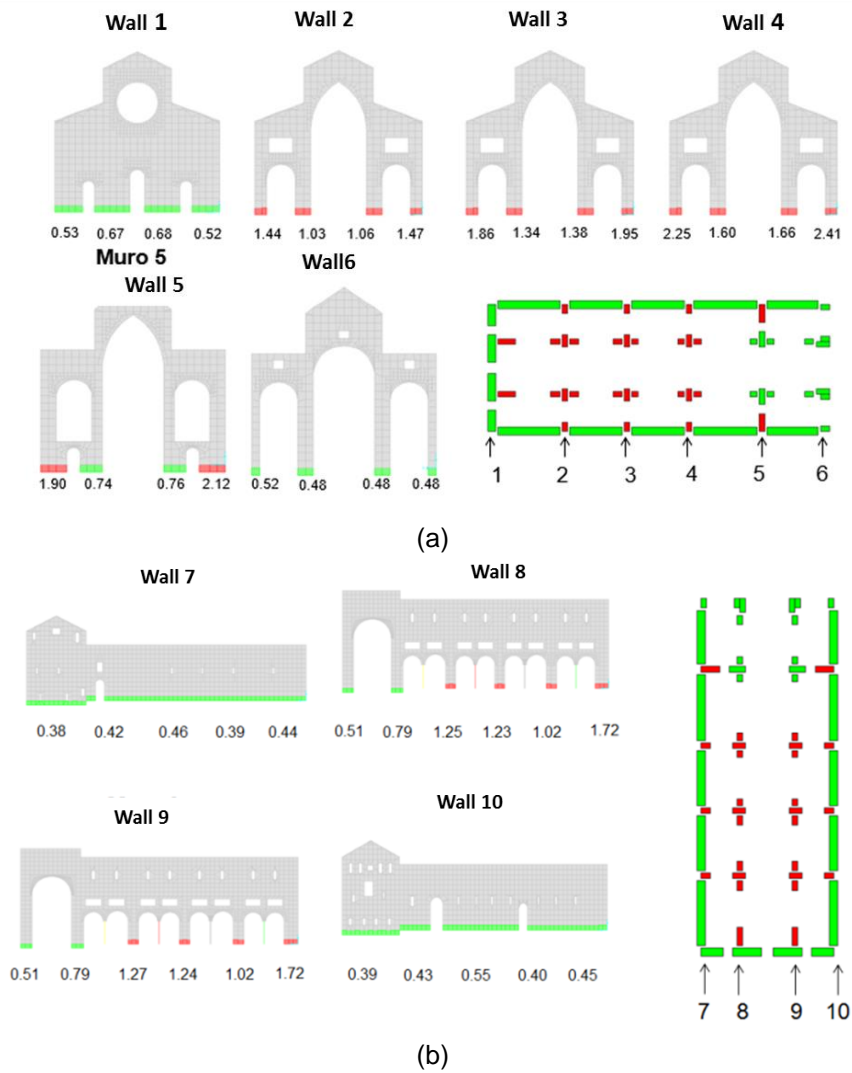 Wall 1 Wall 2 Wall 3 Wall 4
0.53 0.67 0.68 0.52 1.44 1.03 1.06 1.47 1.86 1.34 1.38 1.95 2.25 1.60 1.66 2.41
Muro 5
Wall 5 Wall6
1.90 0.74 0.76 2.12 0.52 0.48 0.48 0.48
1 2 3 4 5 6
(a)
Wall 7 Wall 8
0.38 0.42 0.46 0.39 0.44 0.51 0.79 1.25 1.23 1.02 1.72
Wall 9 Wall 10
0.51 0.79 1.27 1.24 1.02 1.72 0.39 0.43 0.55 0.40 0.45
7 8 9 10
(b)